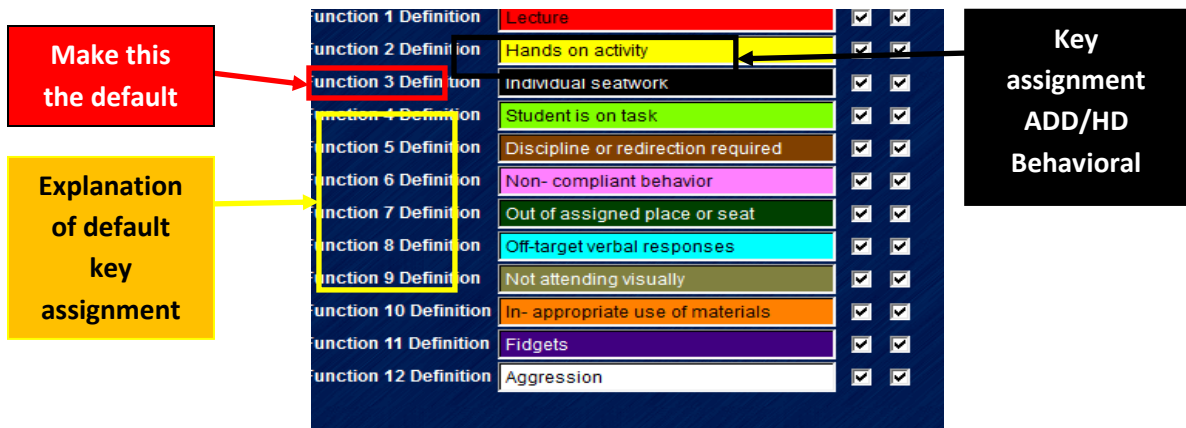 Make this
the default
Explanation
of default
key
assignment
Function 1 Definition Lecture
Function 2 Definition Hands on activity
Function 3 Definition Individual seatwork
Function 4 Definition Student is on task
Function 5 Definition Discipline or redirection required
Function 6 Definition Non- compliant behavior
Function 7 Definition Out of assigned place or seat
Function 8 Definition Off-target verbal responses
Function 9 Definition Not attending visually
Function 10 Definition In- appropriate use of materials
Function 11 Definition Fidgets
Function 12 Definition Aggression
Key
assignment
ADD/HD
Behavioral